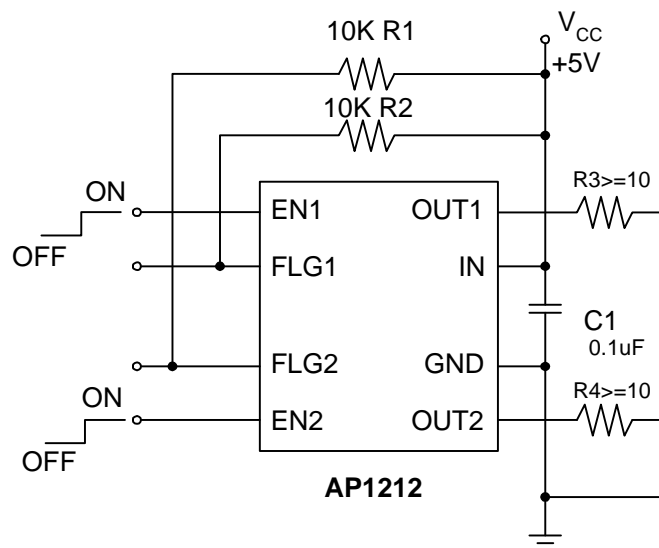 10K R1
V_CC
+5V
10K R2
ON
OFF
EN1
OUT1
R3>=10
FLG1
IN
C1
0.1uF
FLG2
GND
ON
OFF
EN2
OUT2
R4>=10
AP1212